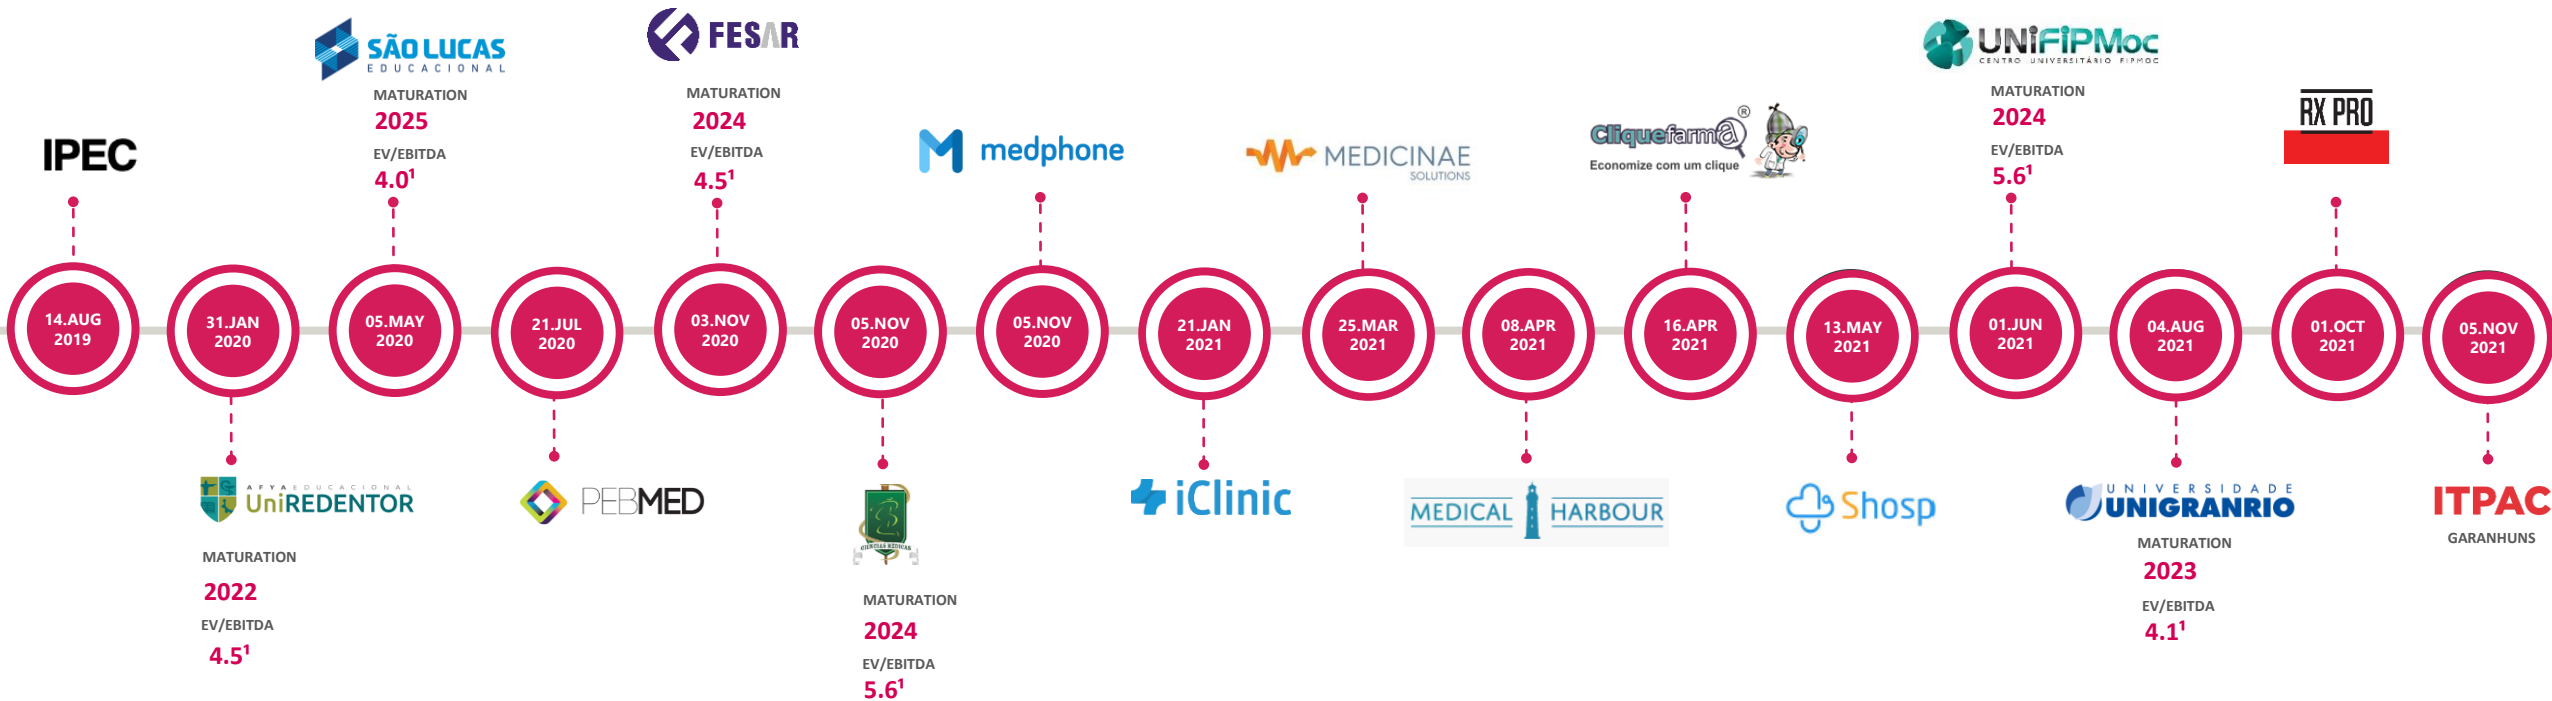 IPEC
SÃO LUCAS
EDUCACIONAL
MATURATION
2025
EV/EBITDA
4.0¹
FESAR
MATURATION
2024
EV/EBITDA
4.5¹
medphone
MEDICINAE
SOLUTIONS
Cliquefarma®
Economize com um clique
UNIFIPMoc
CENTRO UNIVERSITÁRIO FIPMOC
MATURATION
2024
EV/EBITDA
5.6¹
RX PRO
14.AUG
2019
31.JAN
2020
05.MAY
2020
21.JUL
2020
03.NOV
2020
05.NOV
2020
05.NOV
2020
21.JAN
2021
25.MAR
2021
08.APR
2021
16.APR
2021
13.MAY
2021
01.JUN
2021
04.AUG
2021
01.OCT
2021
05.NOV
2021
AFYA EDUCACIONAL
UniREDENTOR
MATURATION
2022
EV/EBITDA
4.5¹
PEBMED
CIÊNCIAS MÉDICAS
MATURATION
2024
EV/EBITDA
5.6¹
iClinic
MEDICAL HARBOUR
Shosp
UNIVERSIDADE
UNIGRANRIO
MATURATION
2023
EV/EBITDA
4.1¹
ITPAC
GARANHUNS